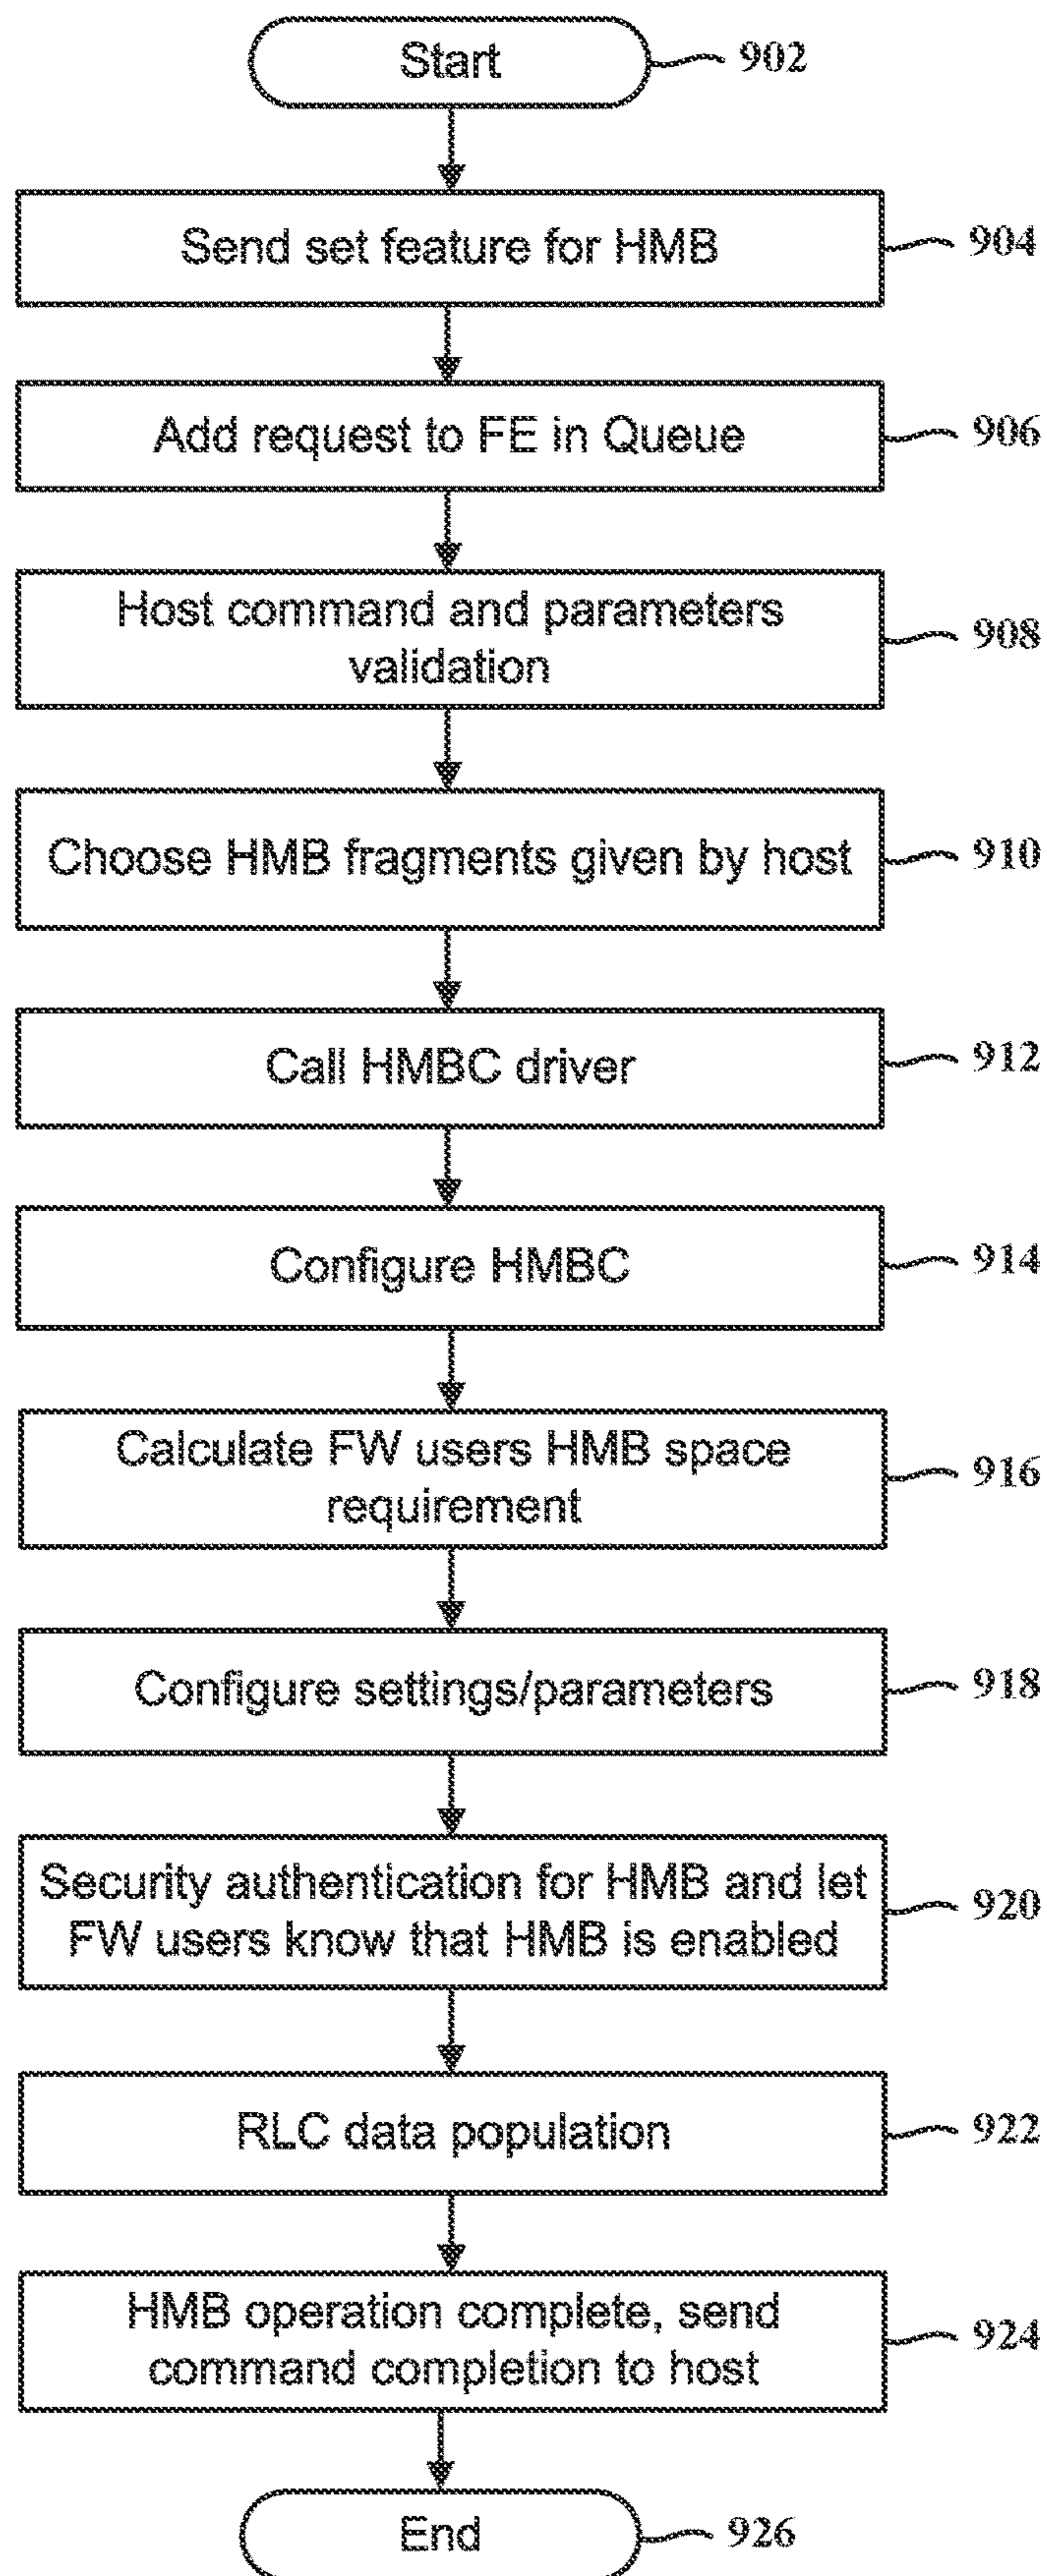 Start 902
Send set feature for HMB 904
Add request to FE in Queue 906
Host command and parameters
validation 908
Choose HMB fragments given by host 910
Call HMBC driver 912
Configure HMBC 914
Calculate FW users HMB space
requirement 916
Configure settings/parameters 918
Security authentication for HMB and let
FW users know that HMB is enabled 920
RLC data population 922
HMB operation complete, send
command completion to host 924
End 926